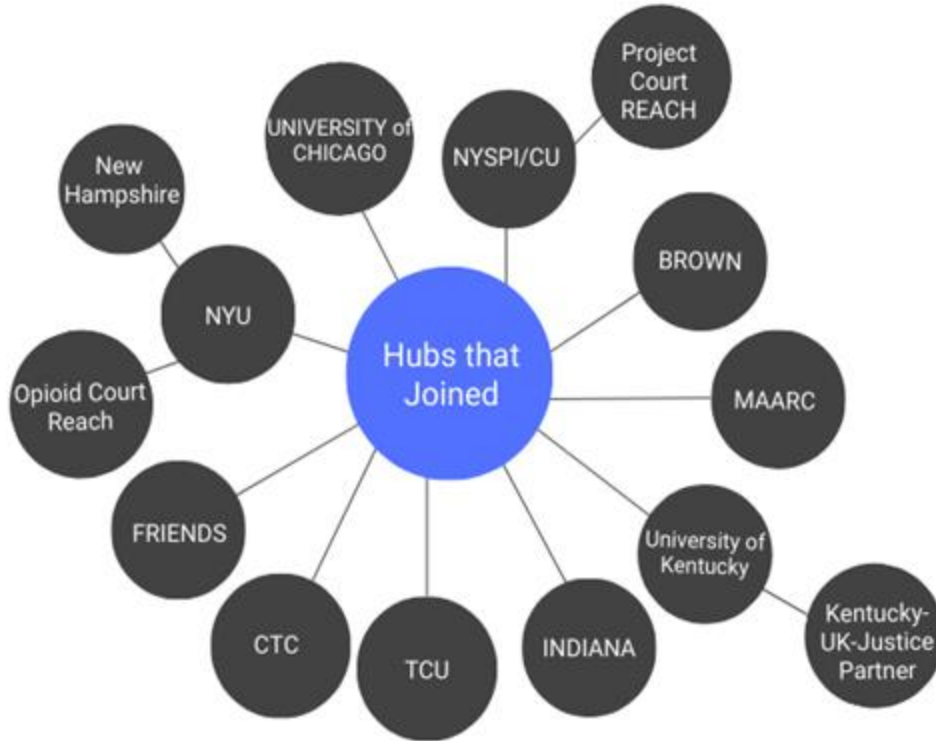 Project
Court
REACH
UNIVERSITY of
CHICAGO
NYSPI/CU
New
Hampshire
BROWN
NYU
Hubs that
Joined
Opioid Court
Reach
MAARC
FRIENDS
University of
Kentucky
CTC
TCU
INDIANA
Kentucky-
UK-Justice
Partner